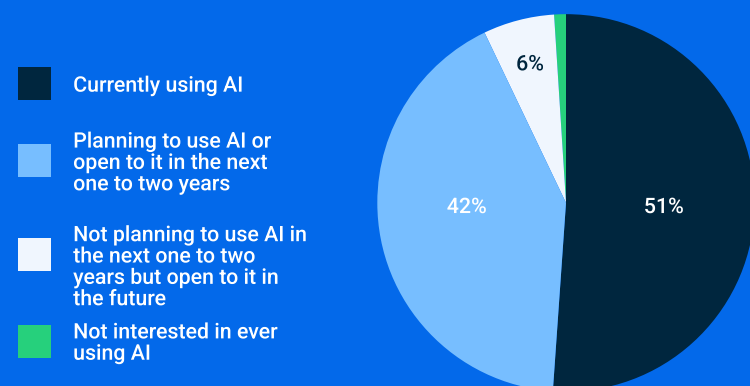 Currently using AI
Planning to use AI or
open to it in the next
one to two years
Not planning to use AI in
the next one to two
years but open to it in
the future
Not interested in ever
using AI
6%
42%
51%